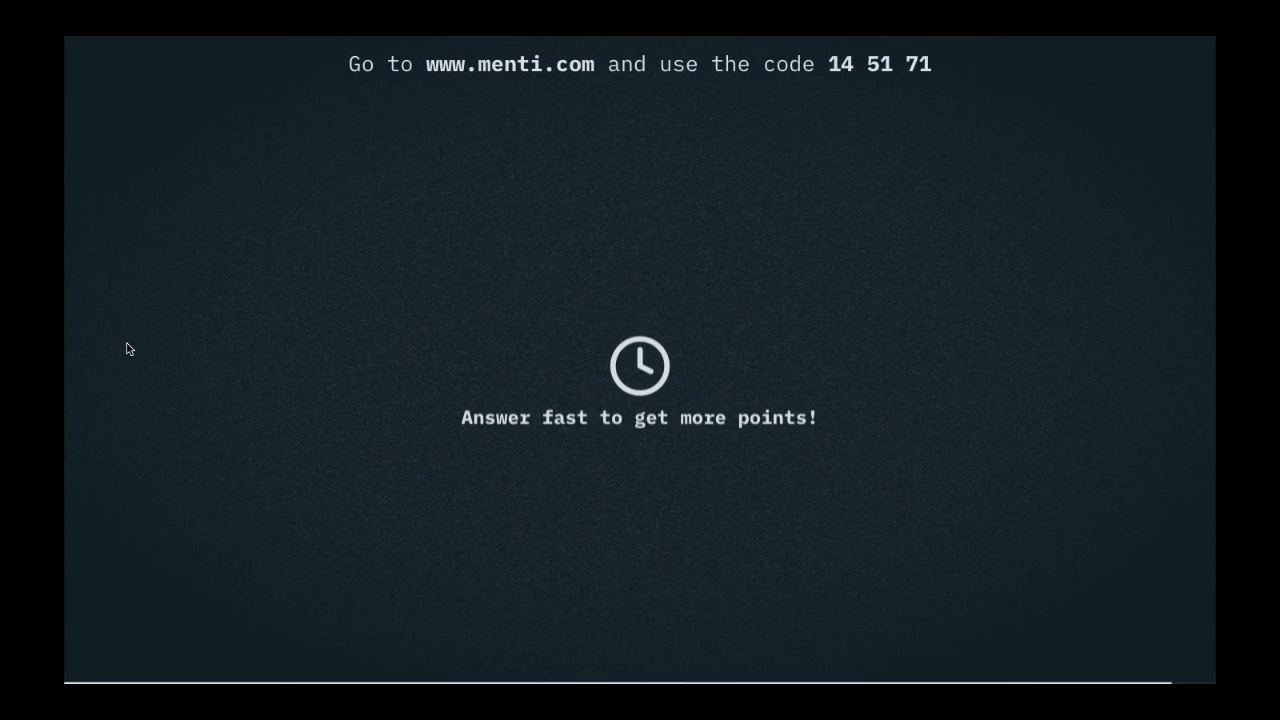 Go to www.menti.com and use the code 14 51 71
Answer fast to get more points!